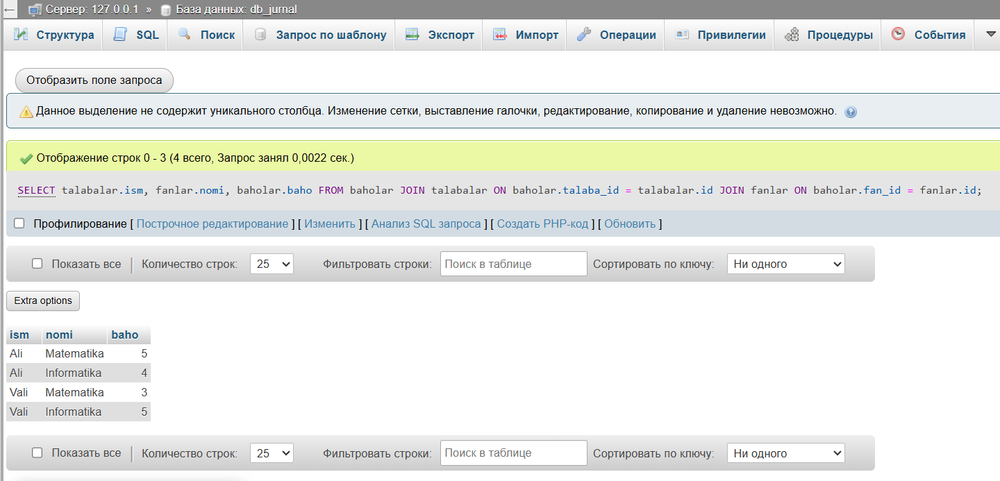 ← Сервер: 127.0.0.1 » База данных: db_jurnal
Структура SQL Поиск Запрос по шаблону Экспорт Импорт Операции Привилегии Процедуры События
Отобразить поле запроса
Данное выделение не содержит уникального столбца. Изменение сетки, выставление галочки, редактирование, копирование и удаление невозможно.
Отображение строк 0 - 3 (4 всего, Запрос занял 0,0022 сек.)
SELECT talabalar.ism, fanlar.nomi, baholar.baho FROM baholar JOIN talabalar ON baholar.talaba_id = talabalar.id JOIN fanlar ON baholar.fan_id = fanlar.id;
Профилирование [ Построчное редактирование ] [ Изменить ] [ Анализ SQL запроса ] [ Создать PHP-код ] [ Обновить ]
Показать все | Количество строк: 25 Фильтровать строки: Поиск в таблице Сортировать по ключу: Ни одного
Extra options
ism nomi baho
Ali Matematika 5
Ali Informatika 4
Vali Matematika 3
Vali Informatika 5
Показать все | Количество строк: 25 Фильтровать строки: Поиск в таблице Сортировать по ключу: Ни одного